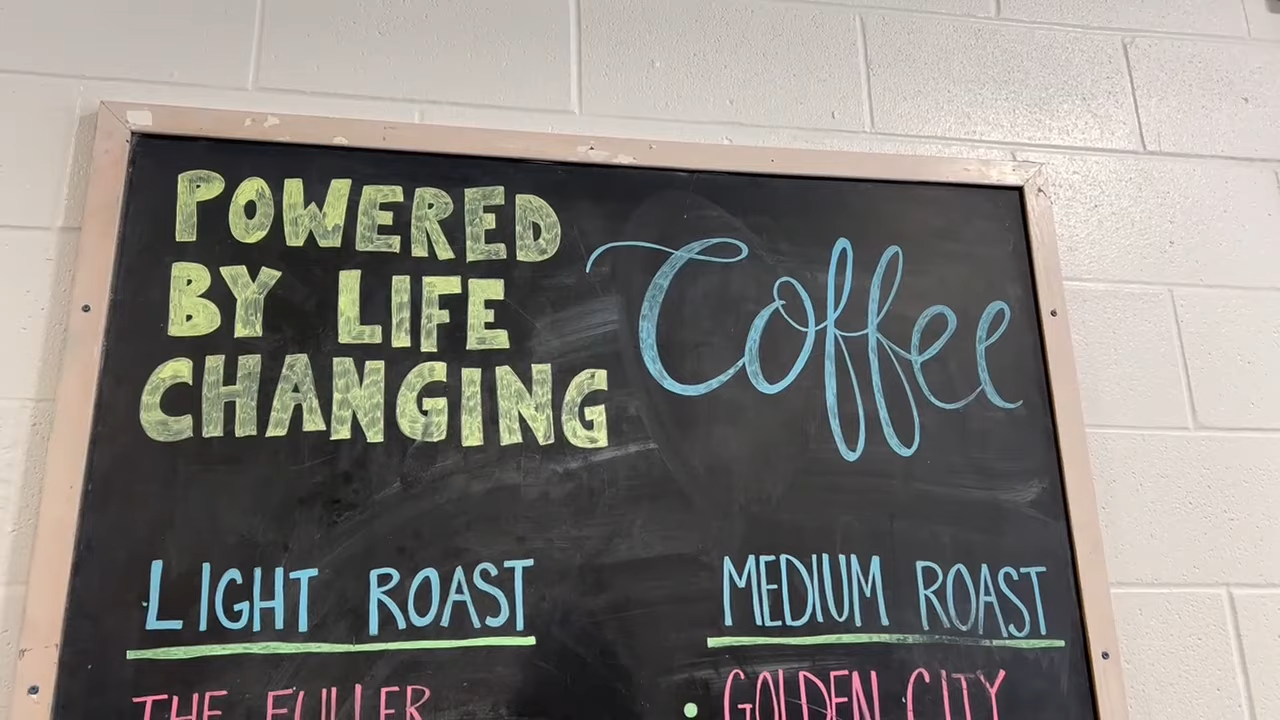 POWERED
BY LIFE
CHANGING
Coffee
LIGHT ROAST
THE FULLER
MEDIUM ROAST
GOLDEN CITY